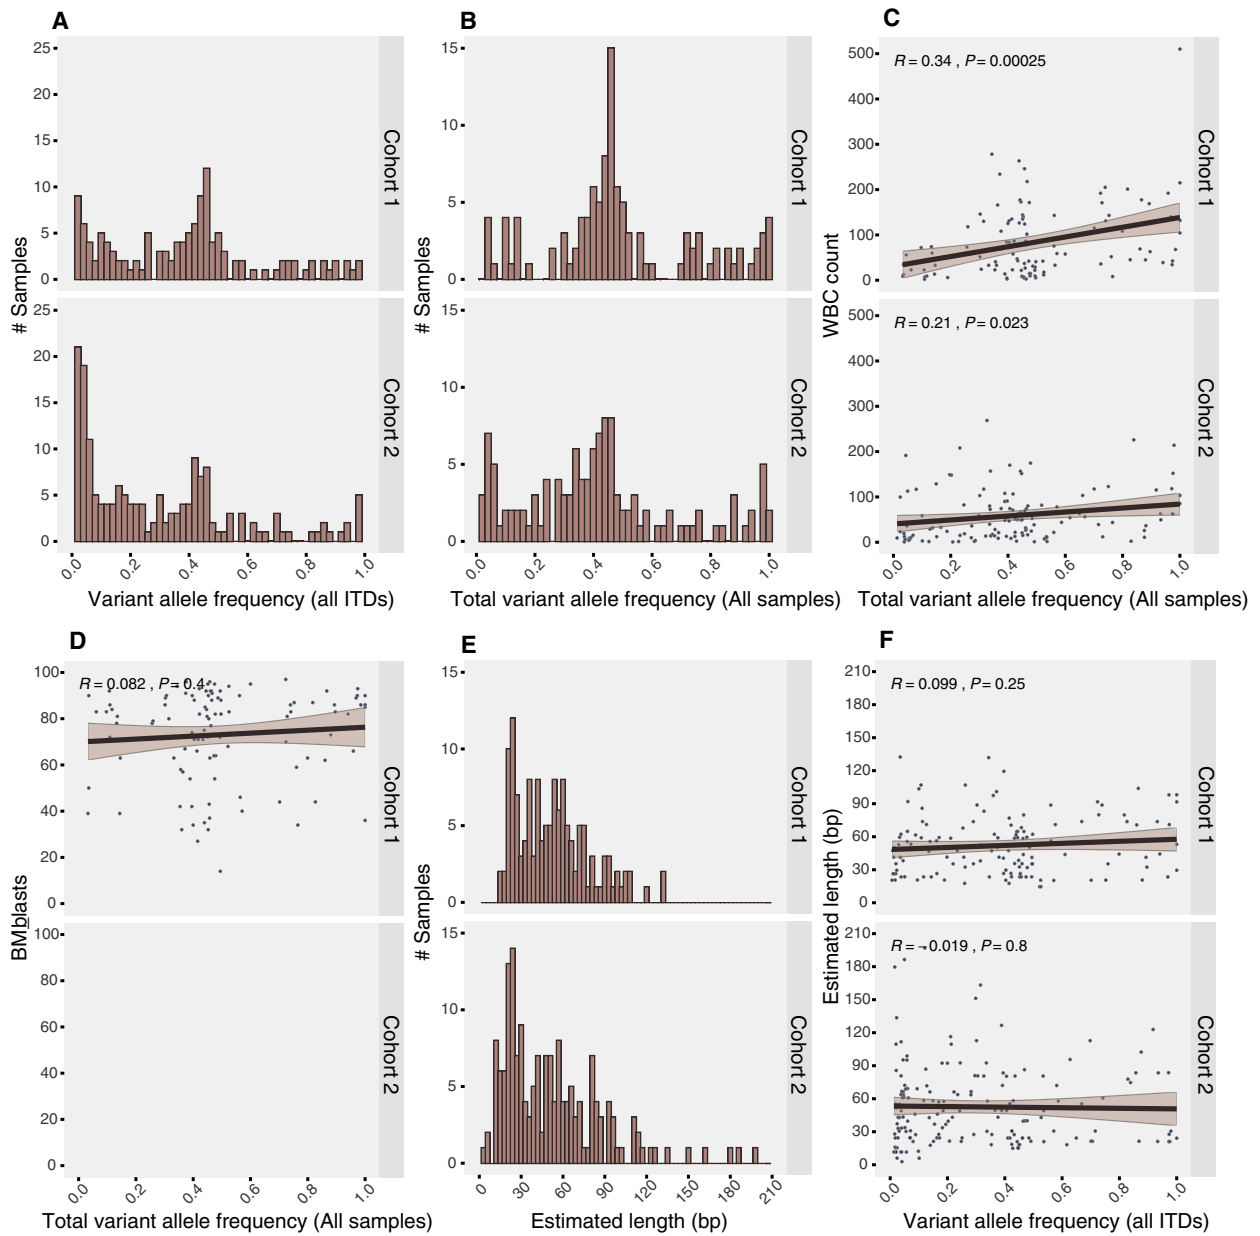 A
25
20
15
10
5
0
Cohort 1
25
20
15
10
5
0
Cohort 2
# Samples
0.0 0.2 0.4 0.6 0.8 1.0
Variant allele frequency (all ITDs)
B
15
10
5
0
Cohort 1
15
10
5
0
Cohort 2
# Samples
0.0 0.2 0.4 0.6 0.8 1.0
Total variant allele frequency (All samples)
C
500
400
300
200
100
0
R = 0.34 , P = 0.00025
Cohort 1
500
400
300
200
100
0
R = 0.21 , P = 0.023
Cohort 2
WBC count
0.0 0.2 0.4 0.6 0.8 1.0
Total variant allele frequency (All samples)
D
100
80
60
40
20
0
R = 0.082 , P = 0.4
Cohort 1
100
80
60
40
20
0
Cohort 2
BM_blasts
0.0 0.2 0.4 0.6 0.8 1.0
Total variant allele frequency (All samples)
E
15
10
5
0
Cohort 1
15
10
5
0
Cohort 2
# Samples
0 30 60 90 120 150 180 210
Estimated length (bp)
F
210
180
150
120
90
60
30
0
R = 0.099 , P = 0.25
Cohort 1
210
180
150
120
90
60
30
0
R = −0.019 , P = 0.8
Cohort 2
Estimated length (bp)
0.0 0.2 0.4 0.6 0.8 1.0
Variant allele frequency (all ITDs)